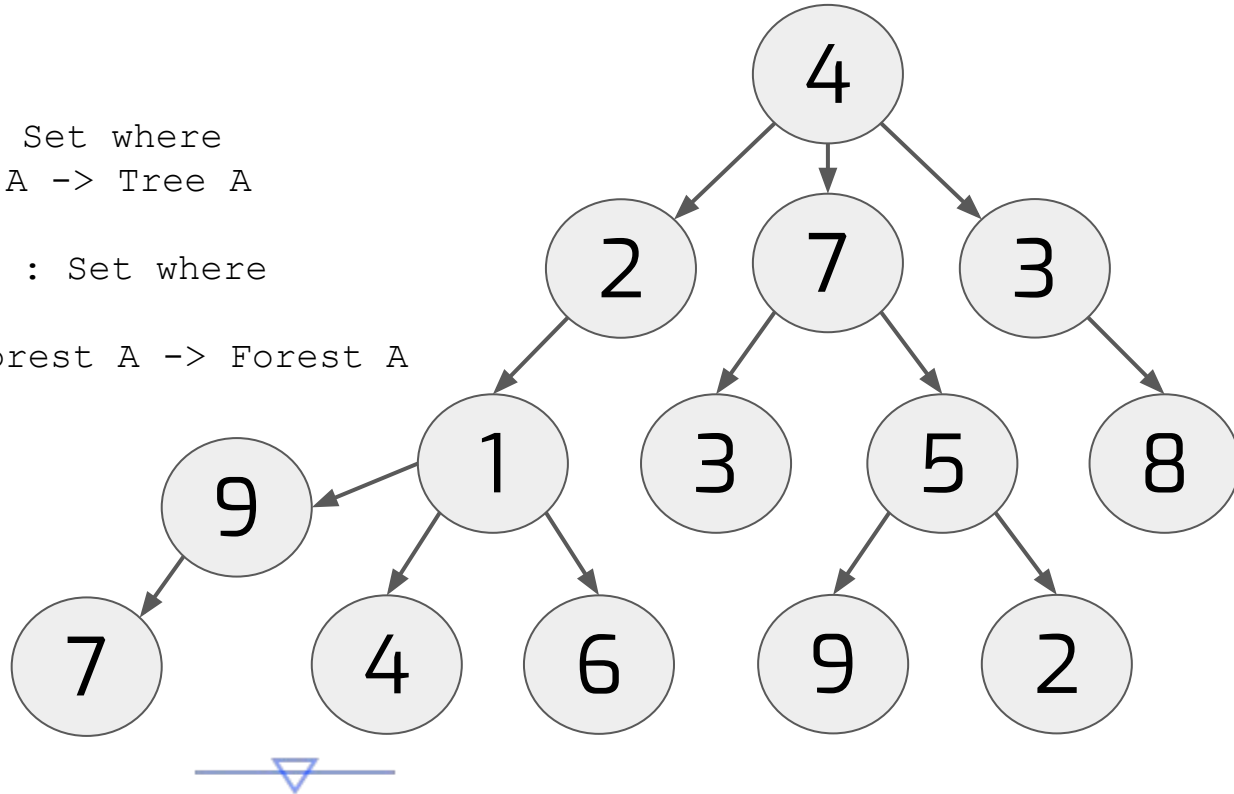 4
Set where
A -> Tree A
2 7 3
: Set where
orest A -> Forest A
9 1 3 5 8
7 4 6 9 2